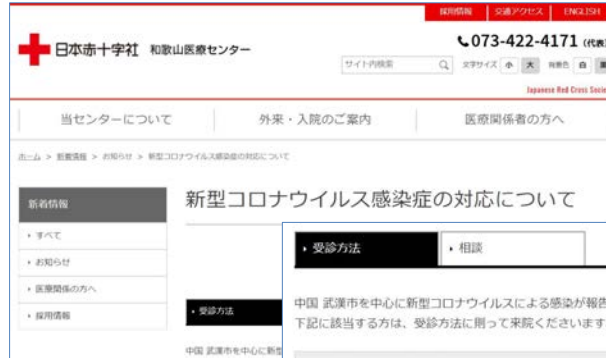 採用情報 交通アクセス ENGLISH
日本赤十字社 和歌山医療センター
073-422-4171 (代表
サイト内検索 文字サイズ 小 大 背景色 白 黒
Japanese Red Cross Socie
当センターについて 外来・入院のご案内 医療関係者の方へ
ホーム > 新着情報 > お知らせ > 新型コロナウイルス感染症の対応について
新着情報
すべて
お知らせ
医療関係の方へ
採用情報
新型コロナウイルス感染症の対応について
受診方法
中国 武漢市を中心に新型
受診方法 相談
中国 武漢市を中心に新型コロナウイルスによる感染が報告
下記に該当する方は、受診方法に則って来院くださいます